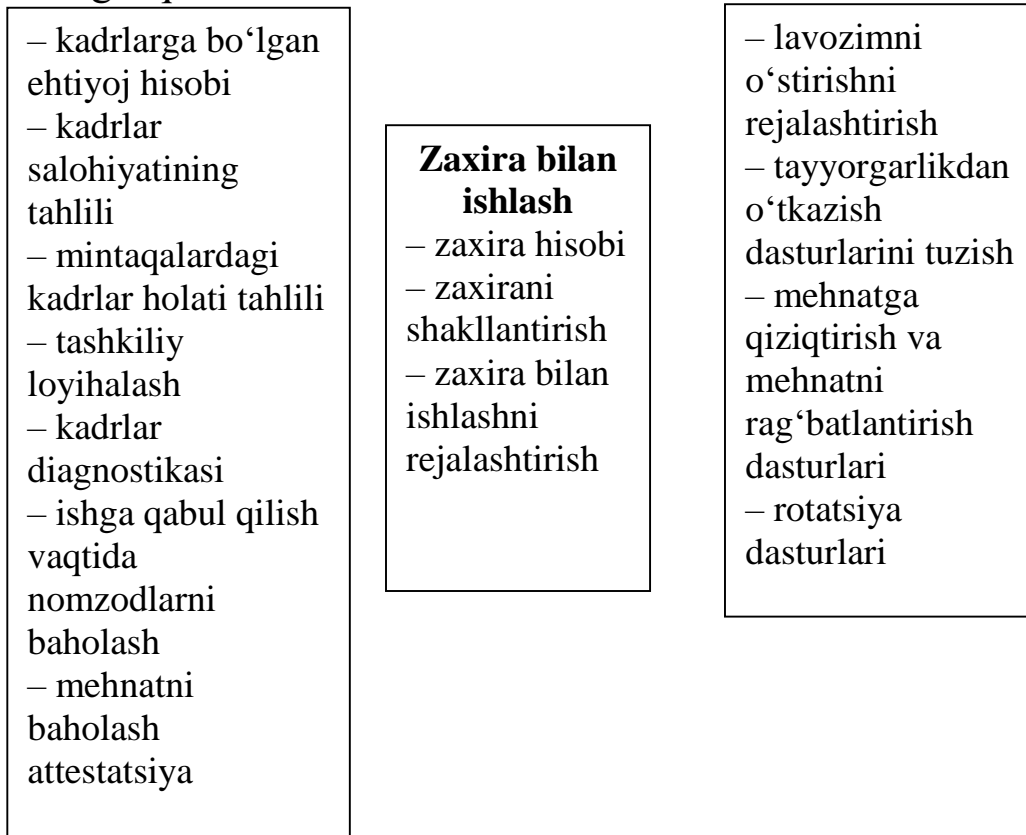 – kadrlarga bo‘lgan
ehtiyoj hisobi
– kadrlar
salohiyatining
tahlili
– mintaqalardagi
kadrlar holati tahlili
– tashkiliy
loyihalash
– kadrlar
diagnostikasi
– ishga qabul qilish
vaqtida
nomzodlarni
baholash
– mehnatni
baholash
attestatsiya
Zaxira bilan
ishlash
– zaxira hisobi
– zaxirani
shakllantirish
– zaxira bilan
ishlashni
rejalashtirish
– lavozimni
o‘stirishni
rejalashtirish
– tayyorgarlikdan
o‘tkazish
dasturlarini tuzish
– mehnatga
qiziqtirish va
mehnatni
rag‘batlantirish
dasturlari
– rotatsiya
dasturlari